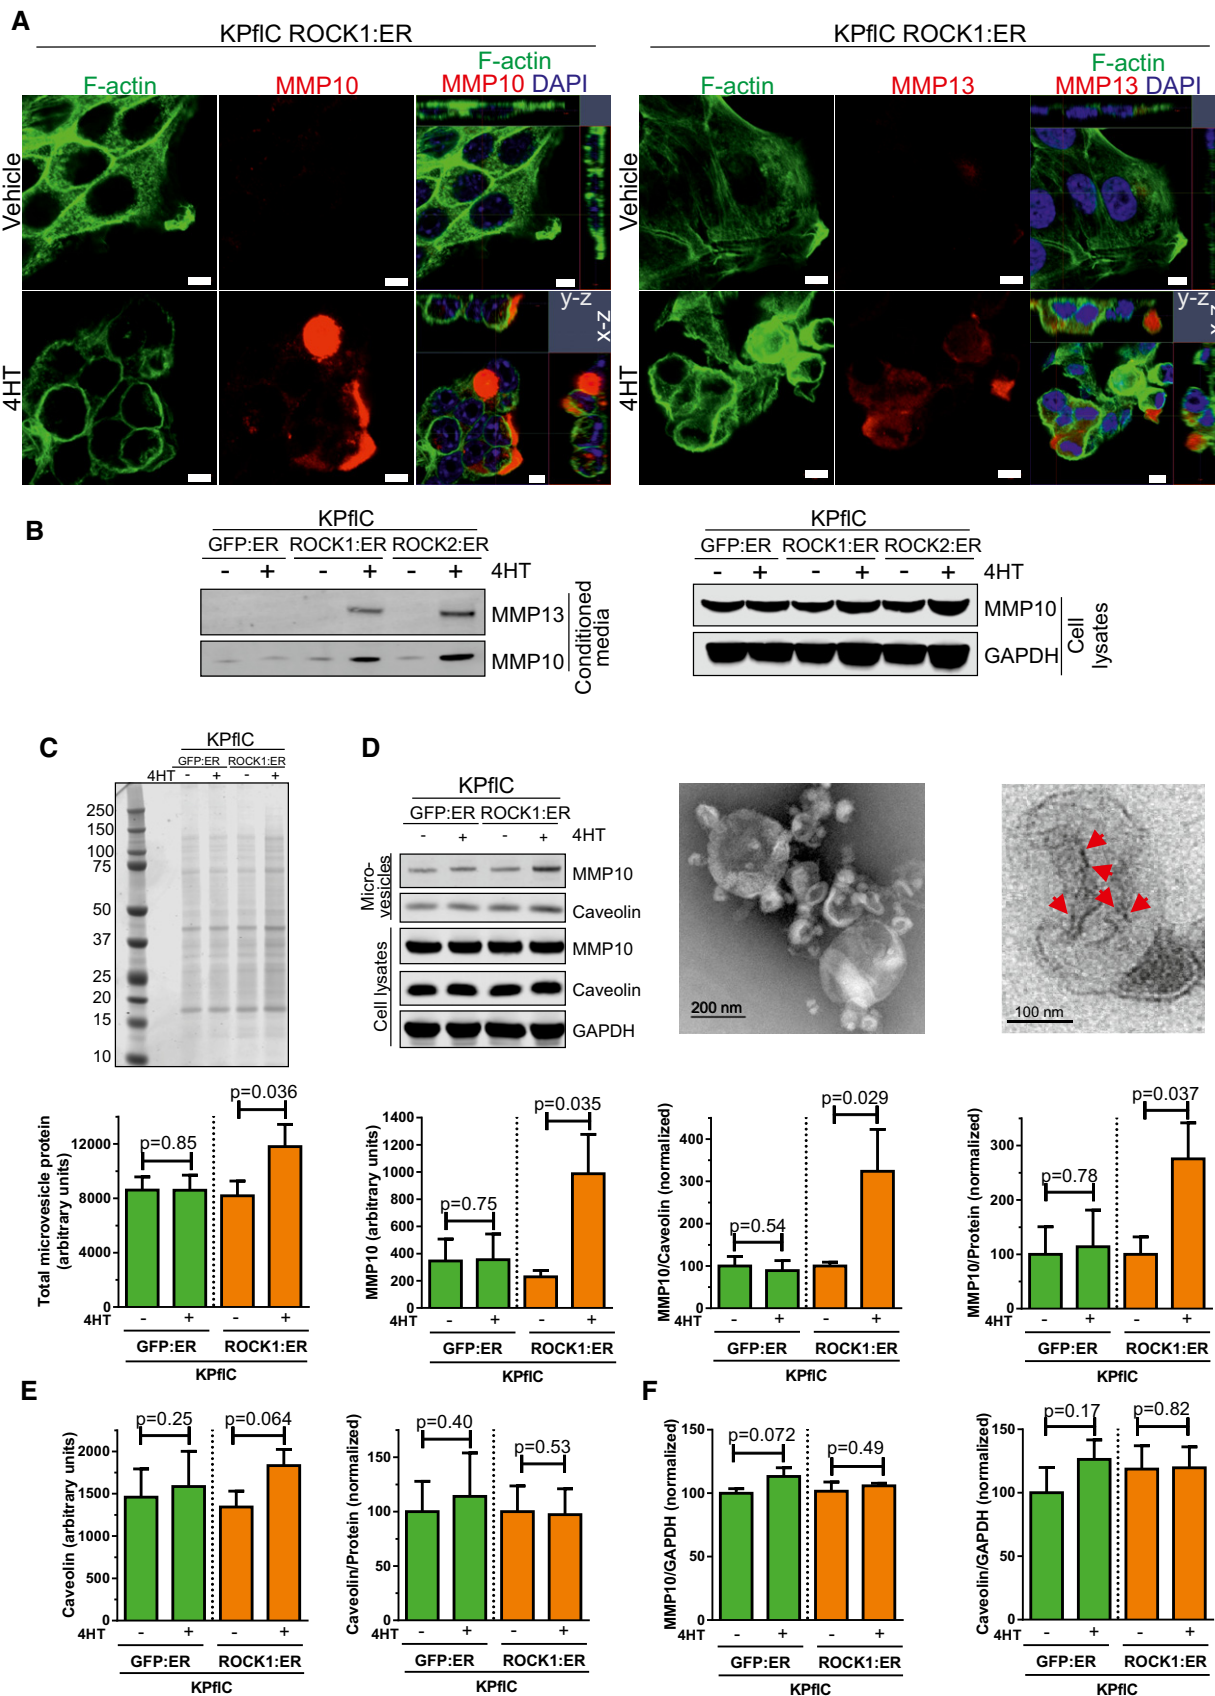 A
KPflC ROCK1:ER
F-actin
MMP10
F-actin
MMP10 DAPI
Vehicle
4HT
y-z
x-z
KPflC ROCK1:ER
F-actin
MMP13
F-actin
MMP13 DAPI
Vehicle
4HT
y-z
x-z
B
KPflC
GFP:ER ROCK1:ER ROCK2:ER
- + - + - + 4HT
MMP13
MMP10
Conditioned media
KPflC
GFP:ER ROCK1:ER ROCK2:ER
- + - + - + 4HT
MMP10
GAPDH
Cell lysates
C
KPflC
GFP:ER ROCK1:ER
4HT - + - +
250
150
100
75
50
37
25
20
15
10
p=0.036
p=0.85
Total microvesicle protein (arbitrary units)
12000
8000
4000
0
4HT - + - +
GFP:ER ROCK1:ER
KPflC
D
KPflC
GFP:ER ROCK1:ER
- + - + 4HT
Micro-vesicles
MMP10
Caveolin
Cell lysates
MMP10
Caveolin
GAPDH
200 nm
100 nm
p=0.035
p=0.75
MMP10 (arbitrary units)
1400
1200
1000
800
600
400
200
0
4HT - + - +
GFP:ER ROCK1:ER
KPflC
p=0.029
p=0.54
MMP10/Caveolin (normalized)
400
300
200
100
0
4HT - + - +
GFP:ER ROCK1:ER
KPflC
p=0.037
p=0.78
MMP10/Protein (normalized)
300
200
100
0
4HT - + - +
GFP:ER ROCK1:ER
KPflC
E
p=0.25
p=0.064
Caveolin (arbitrary units)
2000
1500
1000
500
0
4HT - + - +
GFP:ER ROCK1:ER
KPflC
p=0.40
p=0.53
Caveolin/Protein (normalized)
150
100
50
0
4HT - + - +
GFP:ER ROCK1:ER
KPflC
F
p=0.072
p=0.49
MMP10/GAPDH (normalized)
150
100
50
0
4HT - + - +
GFP:ER ROCK1:ER
KPflC
p=0.17
p=0.82
Caveolin/GAPDH (normalized)
150
100
50
0
4HT - + - +
GFP:ER ROCK1:ER
KPflC